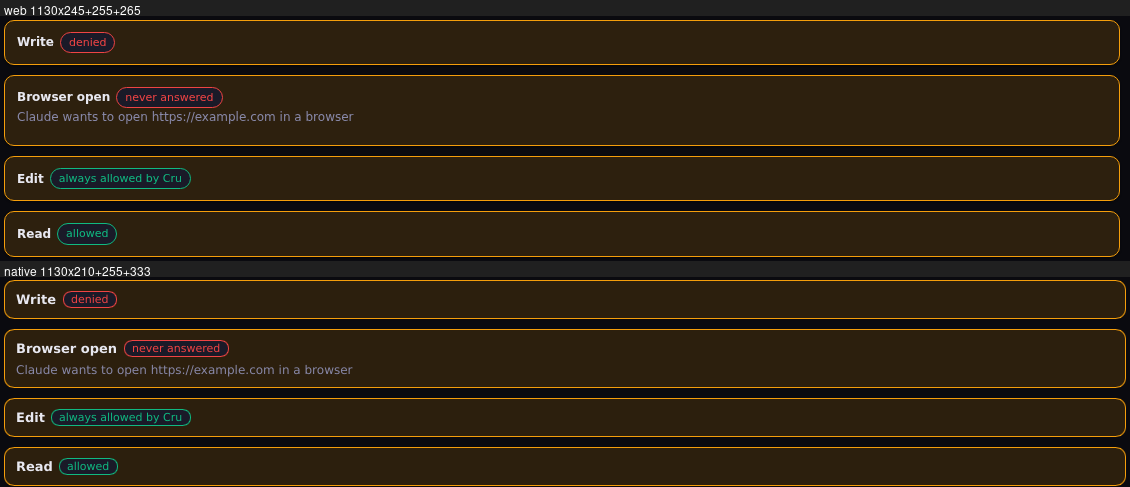 web 1130x245+255+265
Write denied
Browser open never answered
Claude wants to open https://example.com in a browser
Edit always allowed by Cru
Read allowed
native 1130x210+255+333
Write denied
Browser open never answered
Claude wants to open https://example.com in a browser
Edit always allowed by Cru
Read allowed